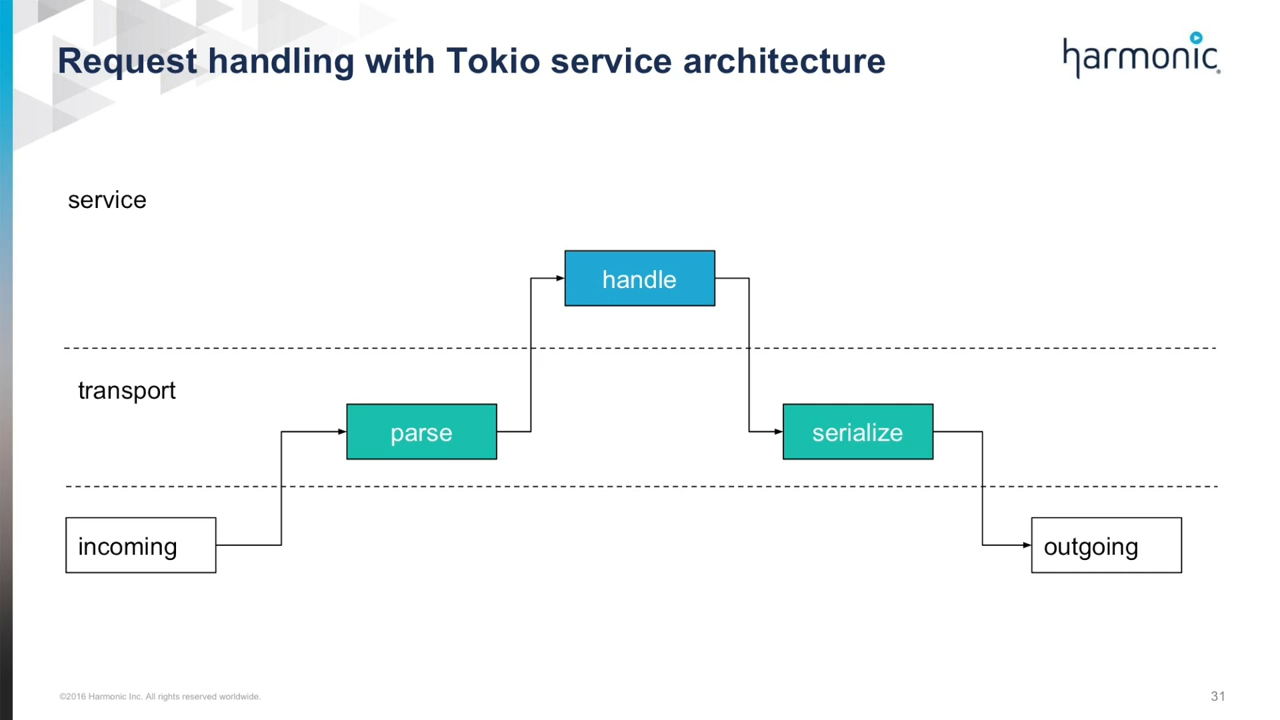 Request handling with Tokio service architecture
harmonic
service
handle
transport
parse
serialize
incoming
outgoing
©2016 Harmonic Inc. All rights reserved worldwide.
31